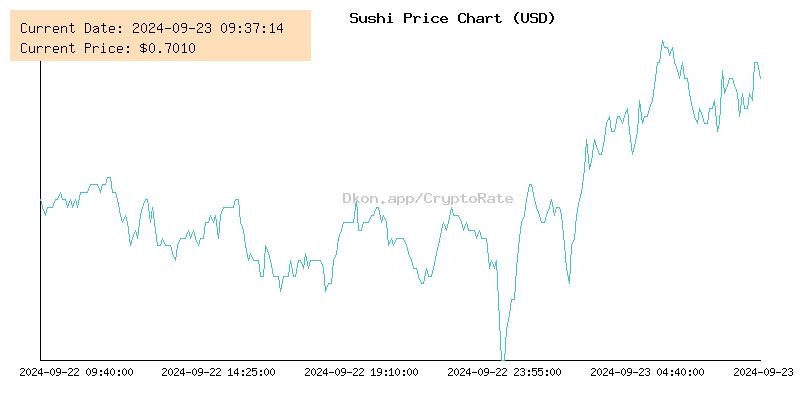 Sushi Price Chart (USD)
Current Date: 2024-09-23 09:37:14
Current Price: $0.7010
Dkon.app/CryptoRate
2024-09-22 09:40:00 2024-09-22 14:25:00 2024-09-22 19:10:00 2024-09-22 23:55:00 2024-09-23 04:40:00 2024-09-23